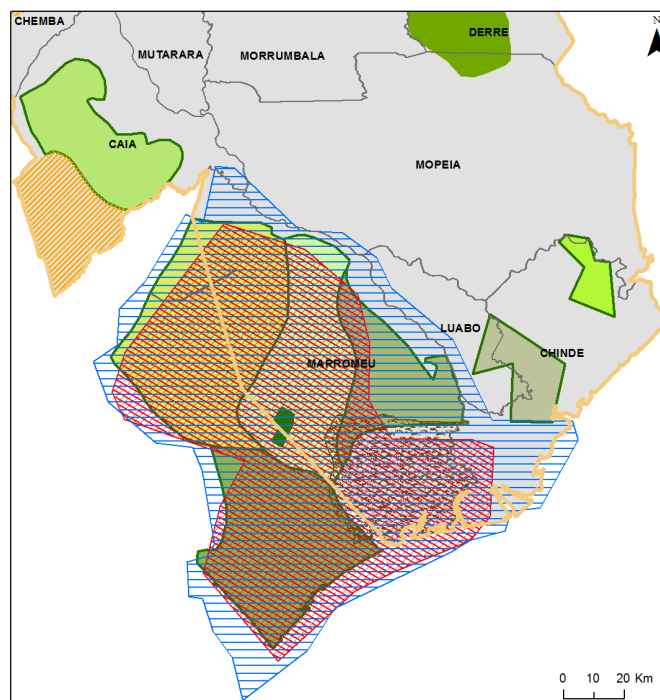 CHEMBA
DERRE
N
MUTARARA
MORRUMBALA
CAIA
MOPEIA
LUABO
CHINDE
MARROMEU
0 10 20 Km